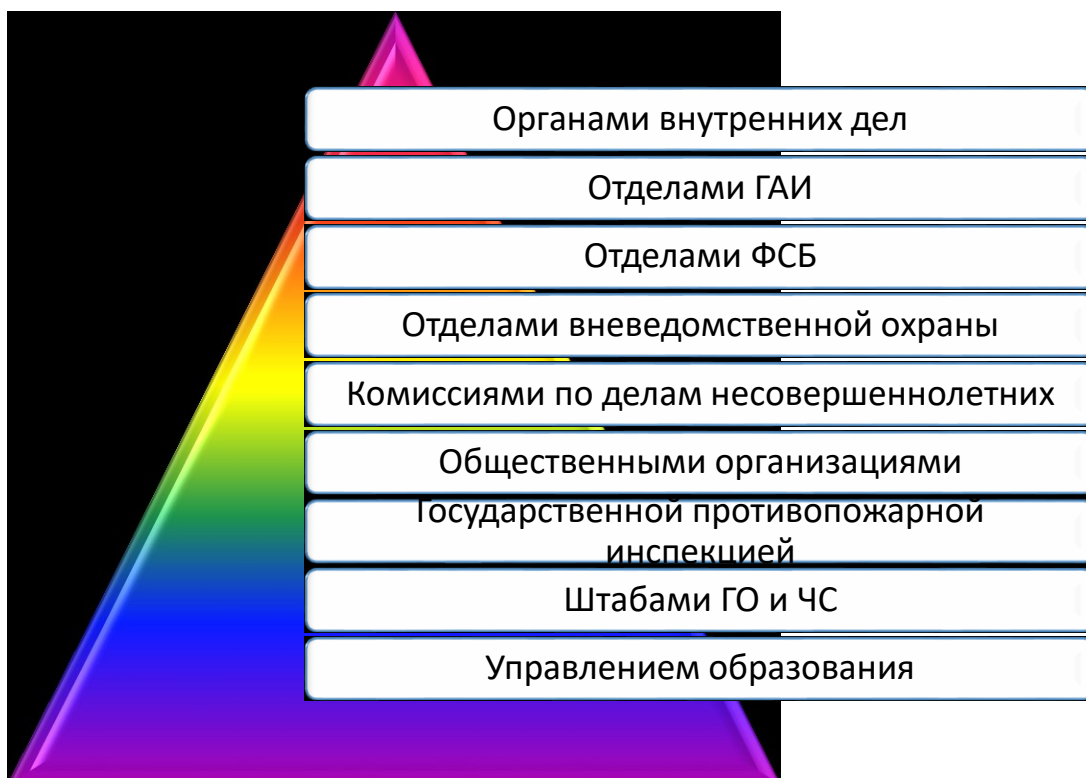 Органами внутренних дел
Отделами ГАИ
Отделами ФСБ
Отделами вневедомственной охраны
Комиссиями по делам несовершеннолетних
Общественными организациями
Государственной противопожарной
инспекцией
Штабами ГО и ЧС
Управлением образования